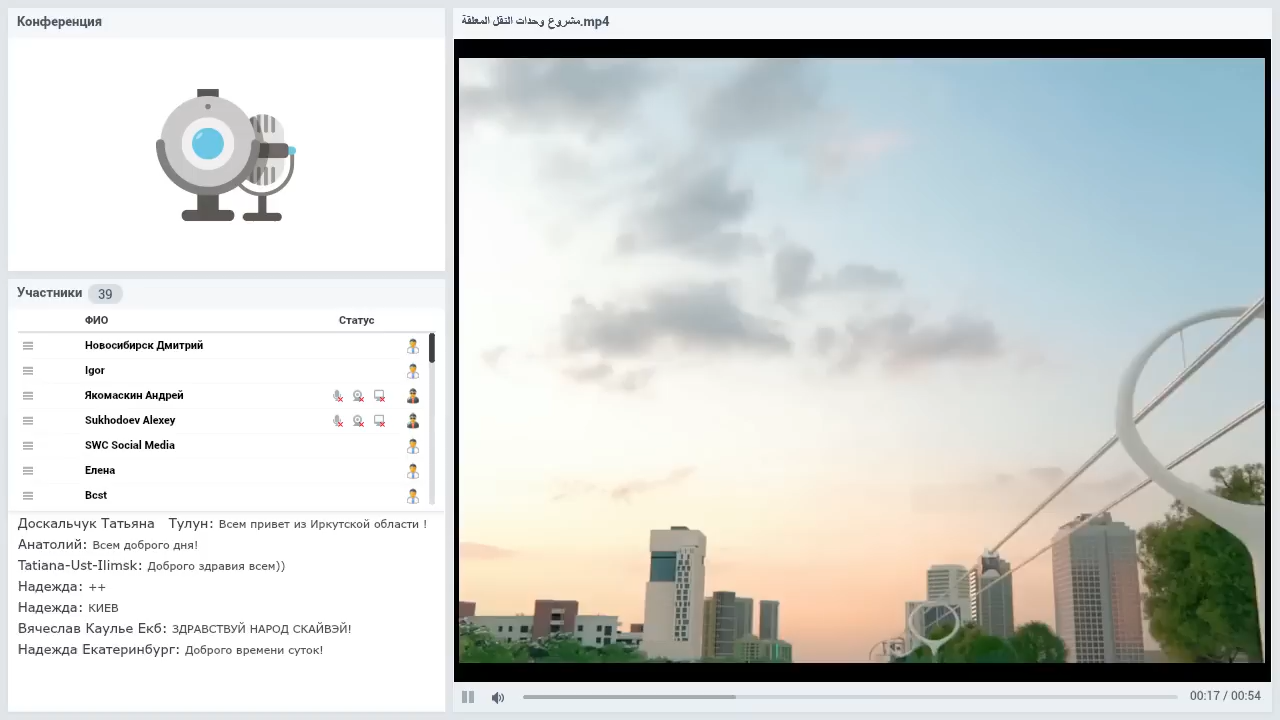 Конференция
مشروع وحدات النقل المعلقة.mp4
Участники 39
ФИО Статус
Новосибирск Дмитрий
Igor
Якомаскин Андрей
Sukhodoev Alexey
SWC Social Media
Елена
Bcst
Доскальчук Татьяна Тулун: Всем привет из Иркутской области !
Анатолий: Всем доброго дня!
Tatiana-Ust-Ilimsk: Доброго здравия всем))
Надежда: ++
Надежда: КИЕВ
Вячеслав Каулье Екб: ЗДРАВСТВУЙ НАРОД СКАЙВЭЙ!
Надежда Екатеринбург: Доброго времени суток!
00:17 / 00:54